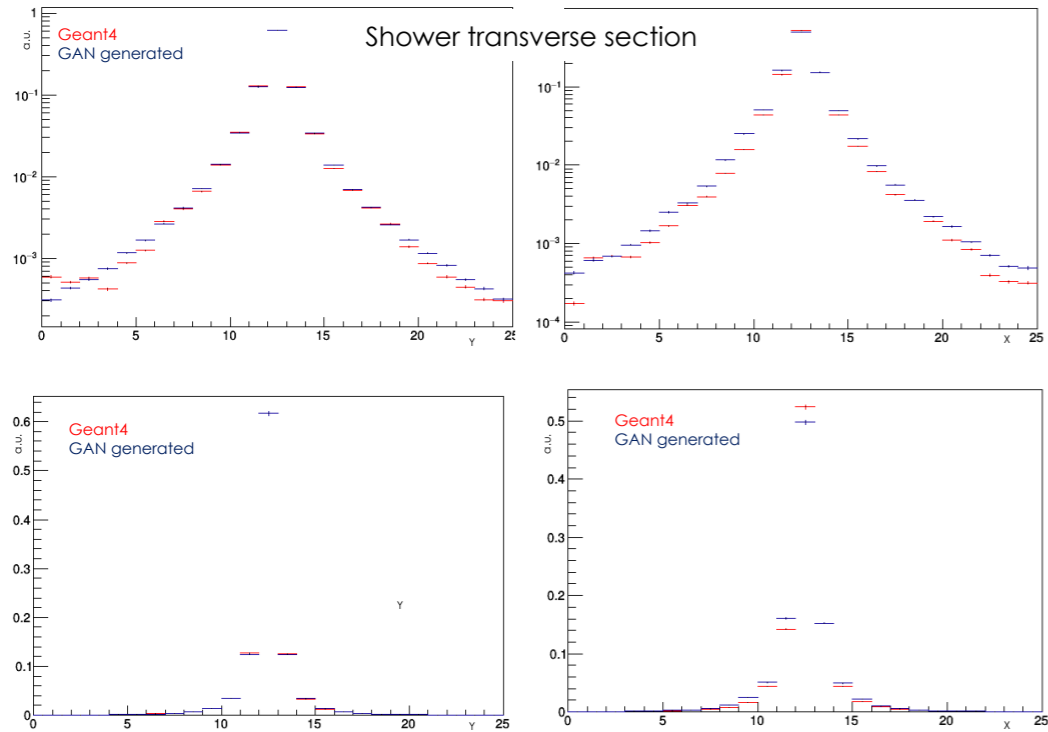 Shower transverse section
1
a.u.
Geant4
GAN generated
10⁻¹
10⁻²
10⁻³
0 5 10 15 20 25
Y
10⁻¹
10⁻²
10⁻³
10⁻⁴
0 5 10 15 20 25
X
0.6
a.u.
Geant4
GAN generated
0.5
0.4
0.3
0.2
Y
0.1
0
0 5 10 15 20 25
Y
0.5
a.u.
Geant4
GAN generated
0.4
0.3
0.2
0.1
0
0 5 10 15 20 25
X